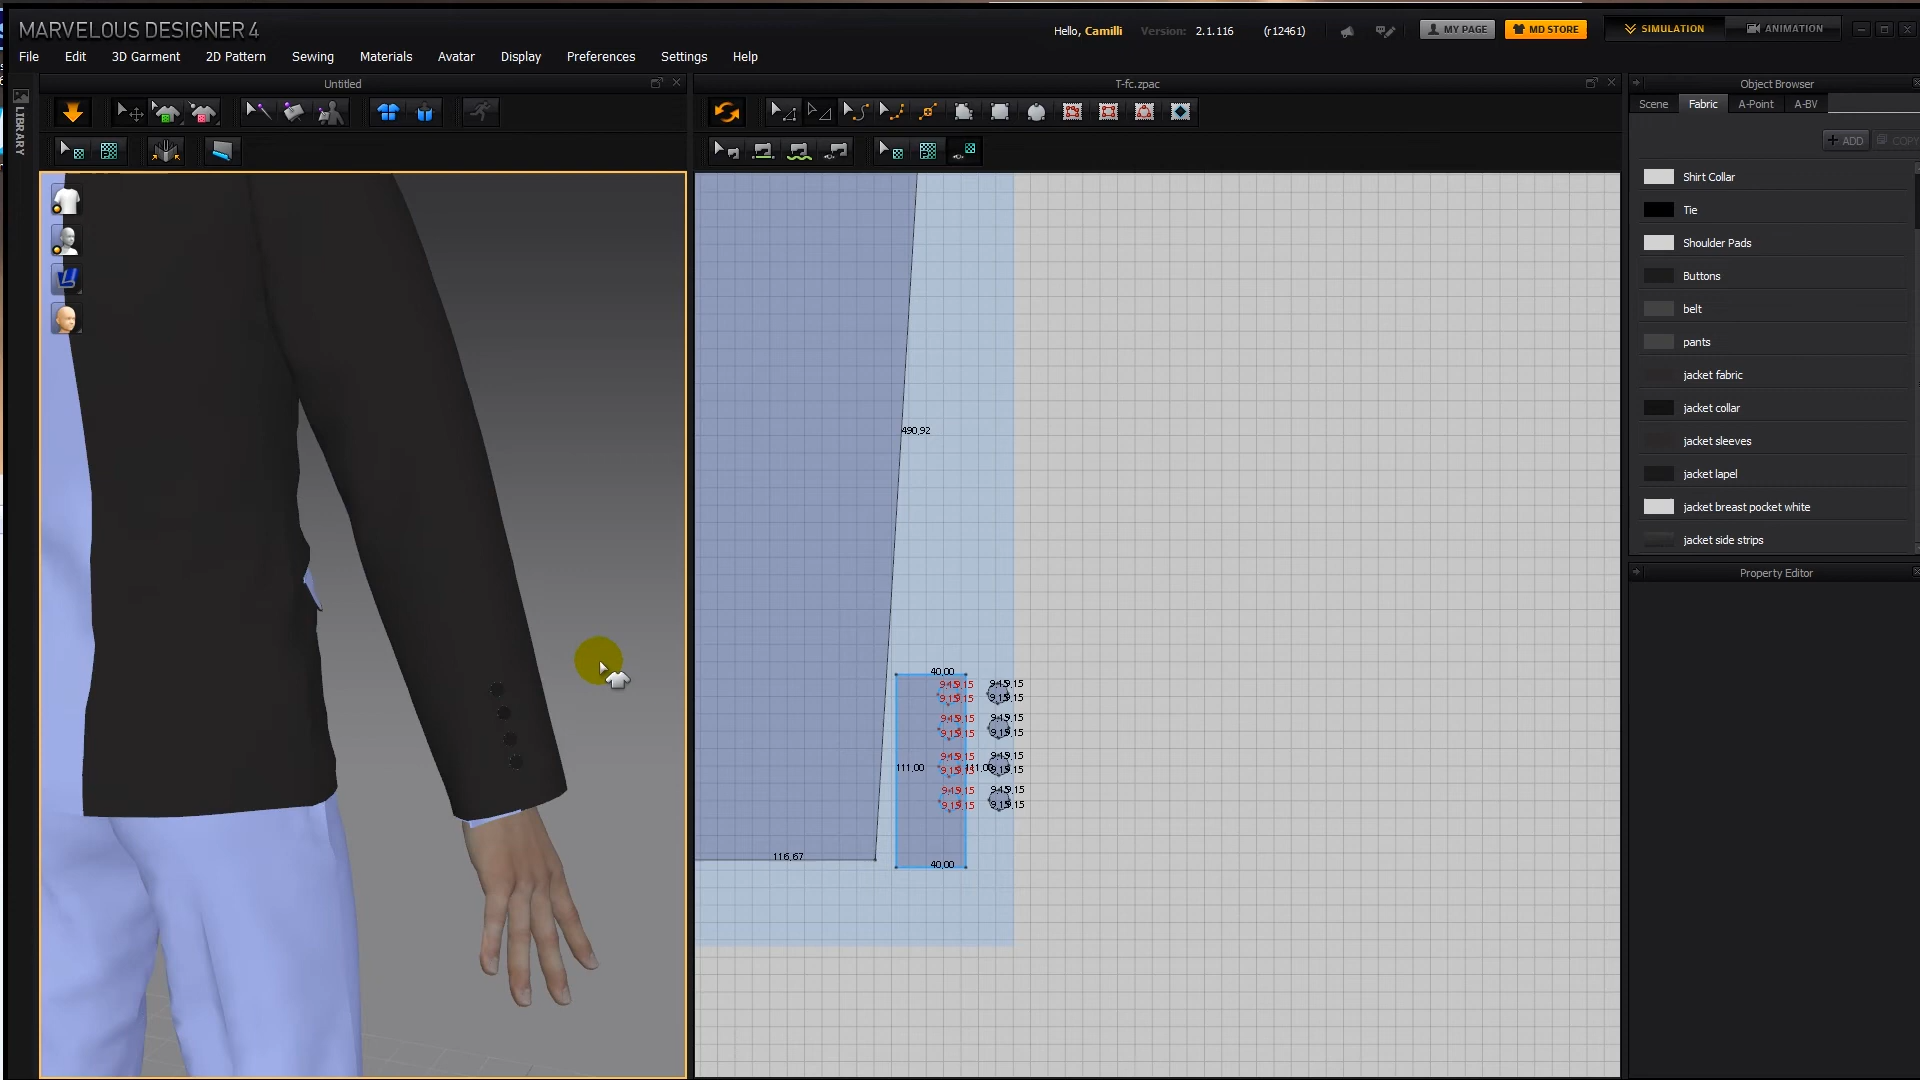 MARVELOUS DESIGNER 4
Hello, Camilli
Version: 2.1.116 (r12461)
MY PAGE
MD STORE
SIMULATION
ANIMATION
File Edit 3D Garment 2D Pattern Sewing Materials Avatar Display Preferences Settings Help
LIBRARY
Untitled
T-fc.zpac
Object Browser
Scene Fabric A-Point A-BV
+ ADD
COPY
Shirt Collar
Tie
Shoulder Pads
Buttons
belt
pants
jacket fabric
jacket collar
jacket sleeves
jacket lapel
jacket breast pocket white
jacket side strips
Property Editor
490,92
40,00
111,00
111,00
40,00
116,67